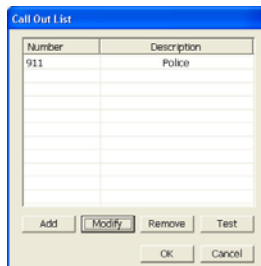 Call Out List
Number Description
911 Police
Add Modify Remove Test
OK Cancel